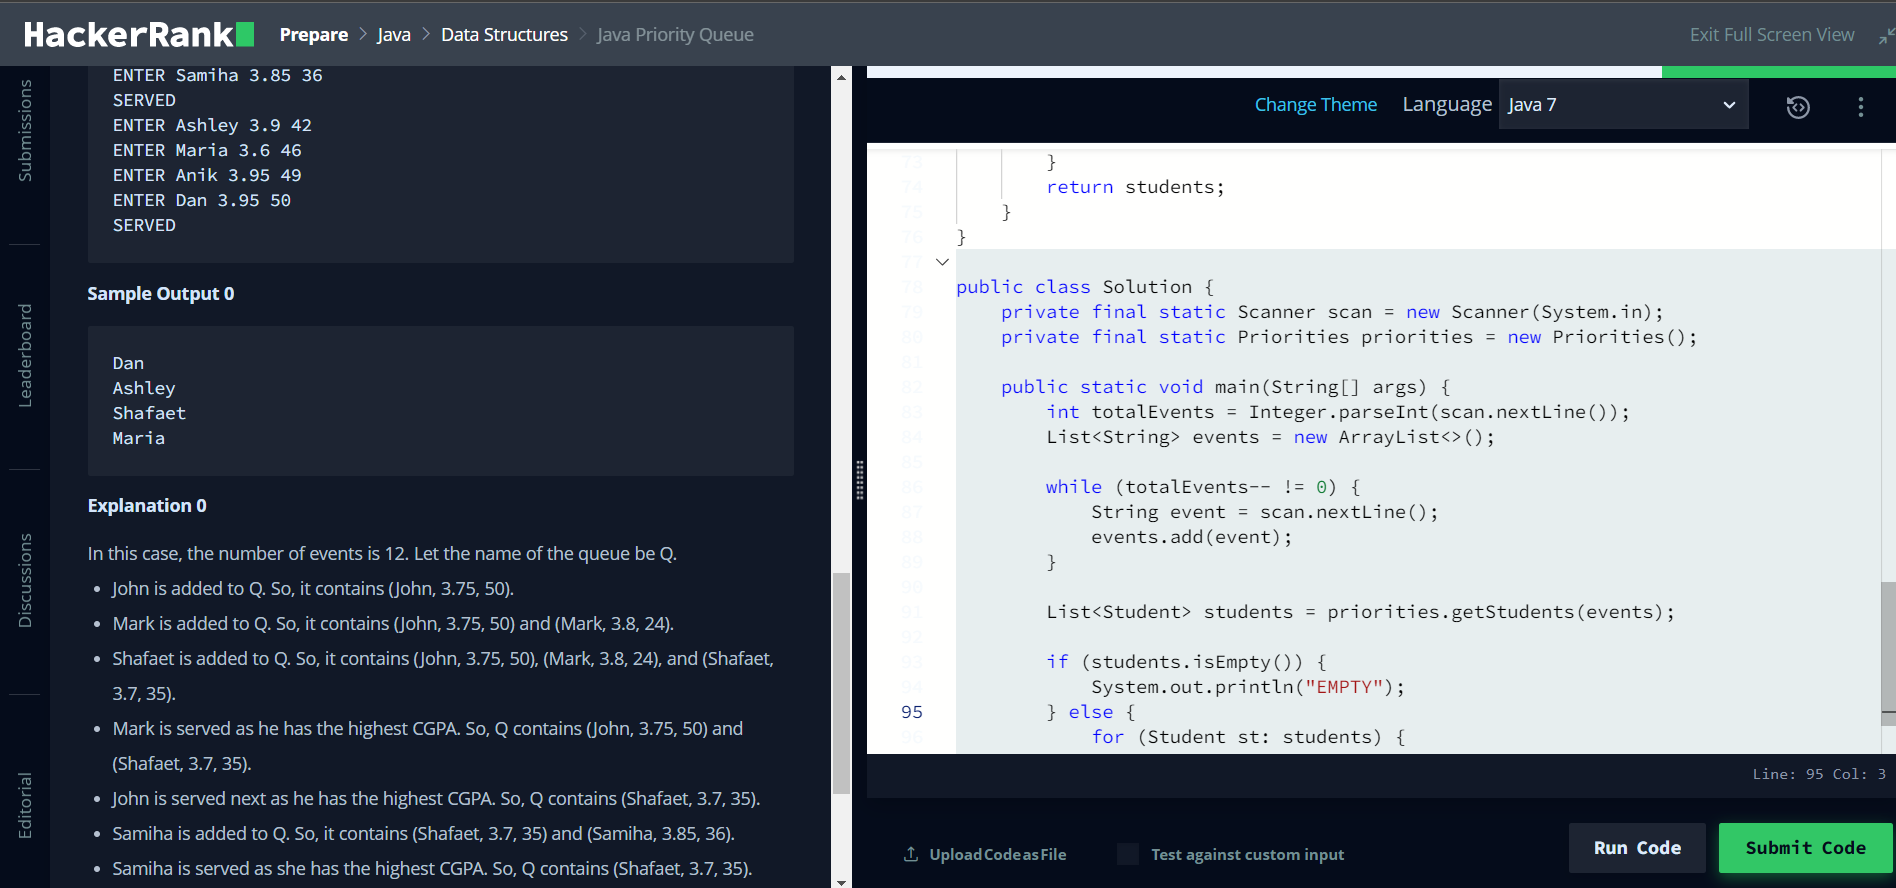 HackerRank Prepare > Java > Data Structures > Java Priority Queue Exit Full Screen View
Submissions
Leaderboard
Discussions
Editorial
ENTER Samiha 3.85 36
SERVED
ENTER Ashley 3.9 42
ENTER Maria 3.6 46
ENTER Anik 3.95 49
ENTER Dan 3.95 50
SERVED
Sample Output 0
Dan
Ashley
Shafaet
Maria
Explanation 0
In this case, the number of events is 12. Let the name of the queue be Q.
• John is added to Q. So, it contains (John, 3.75, 50).
• Mark is added to Q. So, it contains (John, 3.75, 50) and (Mark, 3.8, 24).
• Shafaet is added to Q. So, it contains (John, 3.75, 50), (Mark, 3.8, 24), and (Shafaet,
3.7, 35).
• Mark is served as he has the highest CGPA. So, Q contains (John, 3.75, 50) and
(Shafaet, 3.7, 35).
• John is served next as he has the highest CGPA. So, Q contains (Shafaet, 3.7, 35).
• Samiha is added to Q. So, it contains (Shafaet, 3.7, 35) and (Samiha, 3.85, 36).
• Samiha is served as she has the highest CGPA. So, Q contains (Shafaet, 3.7, 35).
Change Theme Language Java 7
73 }
74 return students;
75 }
76 }
77
78 public class Solution {
79 private final static Scanner scan = new Scanner(System.in);
80 private final static Priorities priorities = new Priorities();
81
82 public static void main(String[] args) {
83 int totalEvents = Integer.parseInt(scan.nextLine());
84 List<String> events = new ArrayList<>();
85
86 while (totalEvents-- != 0) {
87 String event = scan.nextLine();
88 events.add(event);
89 }
90
91 List<Student> students = priorities.getStudents(events);
92
93 if (students.isEmpty()) {
94 System.out.println("EMPTY");
95 } else {
96 for (Student st: students) {
Line: 95 Col: 3
Upload Code as File Test against custom input Run Code Submit Code